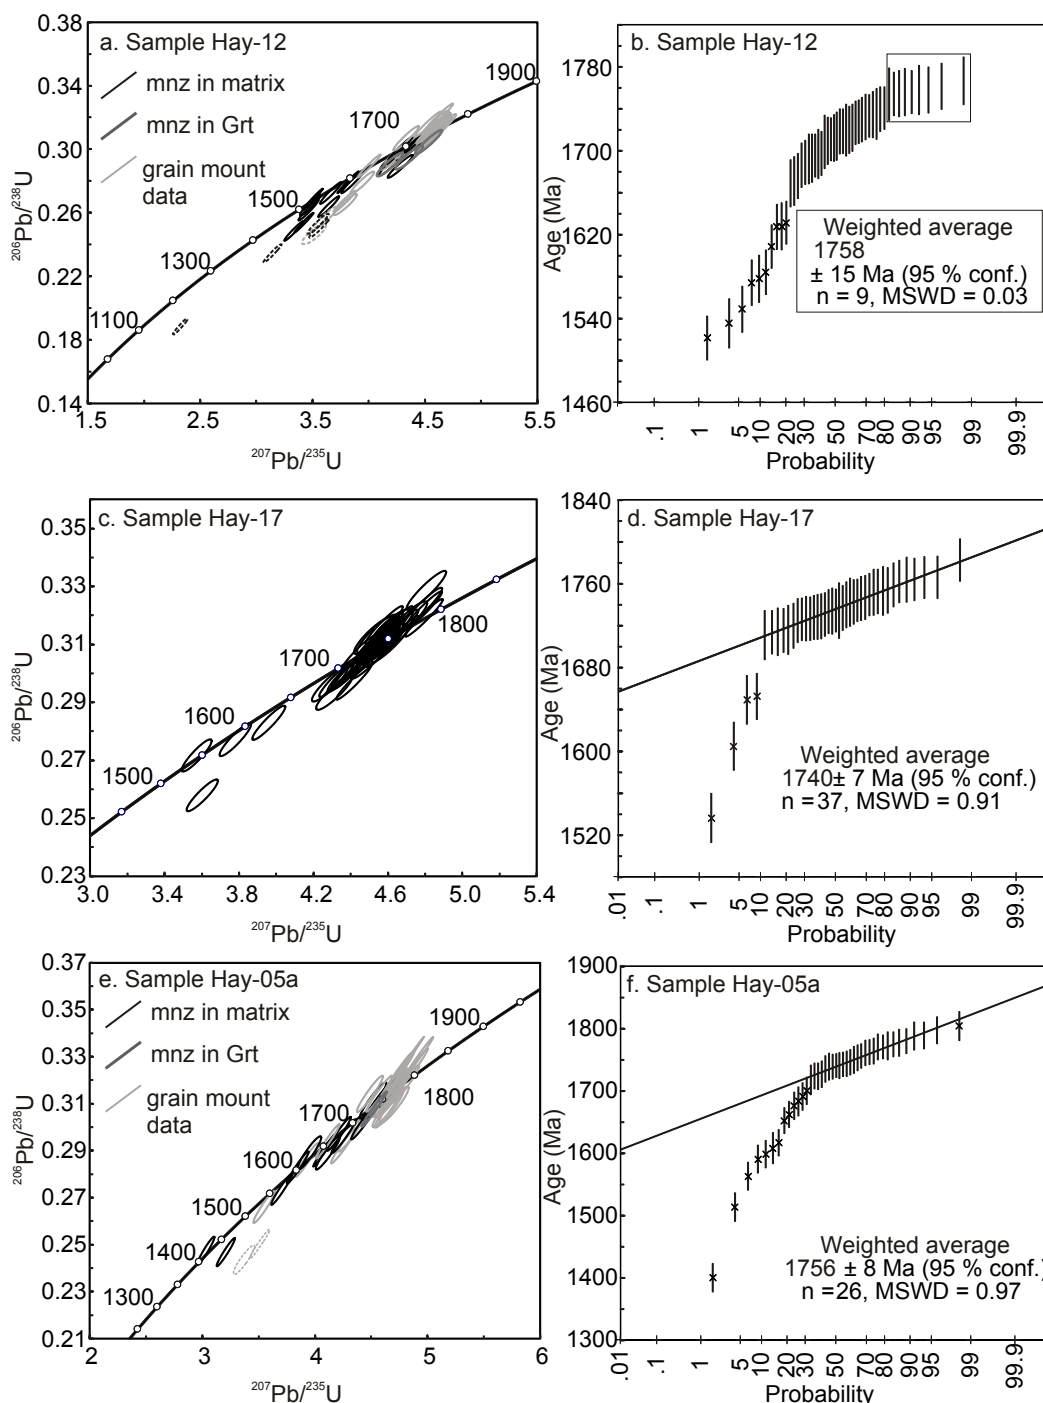 a. Sample Hay-12
mnz in matrix
mnz in Grt
grain mount
data
1100
1300
1500
1700
1900
0.38
0.34
0.30
0.26
0.22
0.18
0.14
1.5 2.5 3.5 4.5 5.5
²⁰⁶Pb/²³⁸U
²⁰⁷Pb/²³⁵U
b. Sample Hay-12
1780
1700
1620
1540
1460
Age (Ma)
Weighted average
1758
± 15 Ma (95 % conf.)
n = 9, MSWD = 0.03
.1 1 5 10 20 30 50 70 80 90 95 99 99.9
Probability
c. Sample Hay-17
1500
1600
1700
1800
0.35
0.33
0.31
0.29
0.27
0.25
0.23
3.0 3.4 3.8 4.2 4.6 5.0 5.4
²⁰⁶Pb/²³⁸U
²⁰⁷Pb/²³⁵U
d. Sample Hay-17
1840
1760
1680
1600
1520
Age (Ma)
Weighted average
1740± 7 Ma (95 % conf.)
n =37, MSWD = 0.91
.01 .1 1 5 10 20 30 50 70 80 90 95 99 99.9
Probability
e. Sample Hay-05a
mnz in matrix
mnz in Grt
grain mount
data
1300
1400
1500
1600
1700
1800
1900
0.37
0.35
0.33
0.31
0.29
0.27
0.25
0.23
0.21
2 3 4 5 6
²⁰⁶Pb/²³⁸U
²⁰⁷Pb/²³⁵U
f. Sample Hay-05a
1900
1800
1700
1600
1500
1400
1300
Age (Ma)
Weighted average
1756 ± 8 Ma (95 % conf.)
n =26, MSWD = 0.97
.01 .1 1 5 10 20 30 50 70 80 90 95 99 99.9
Probability